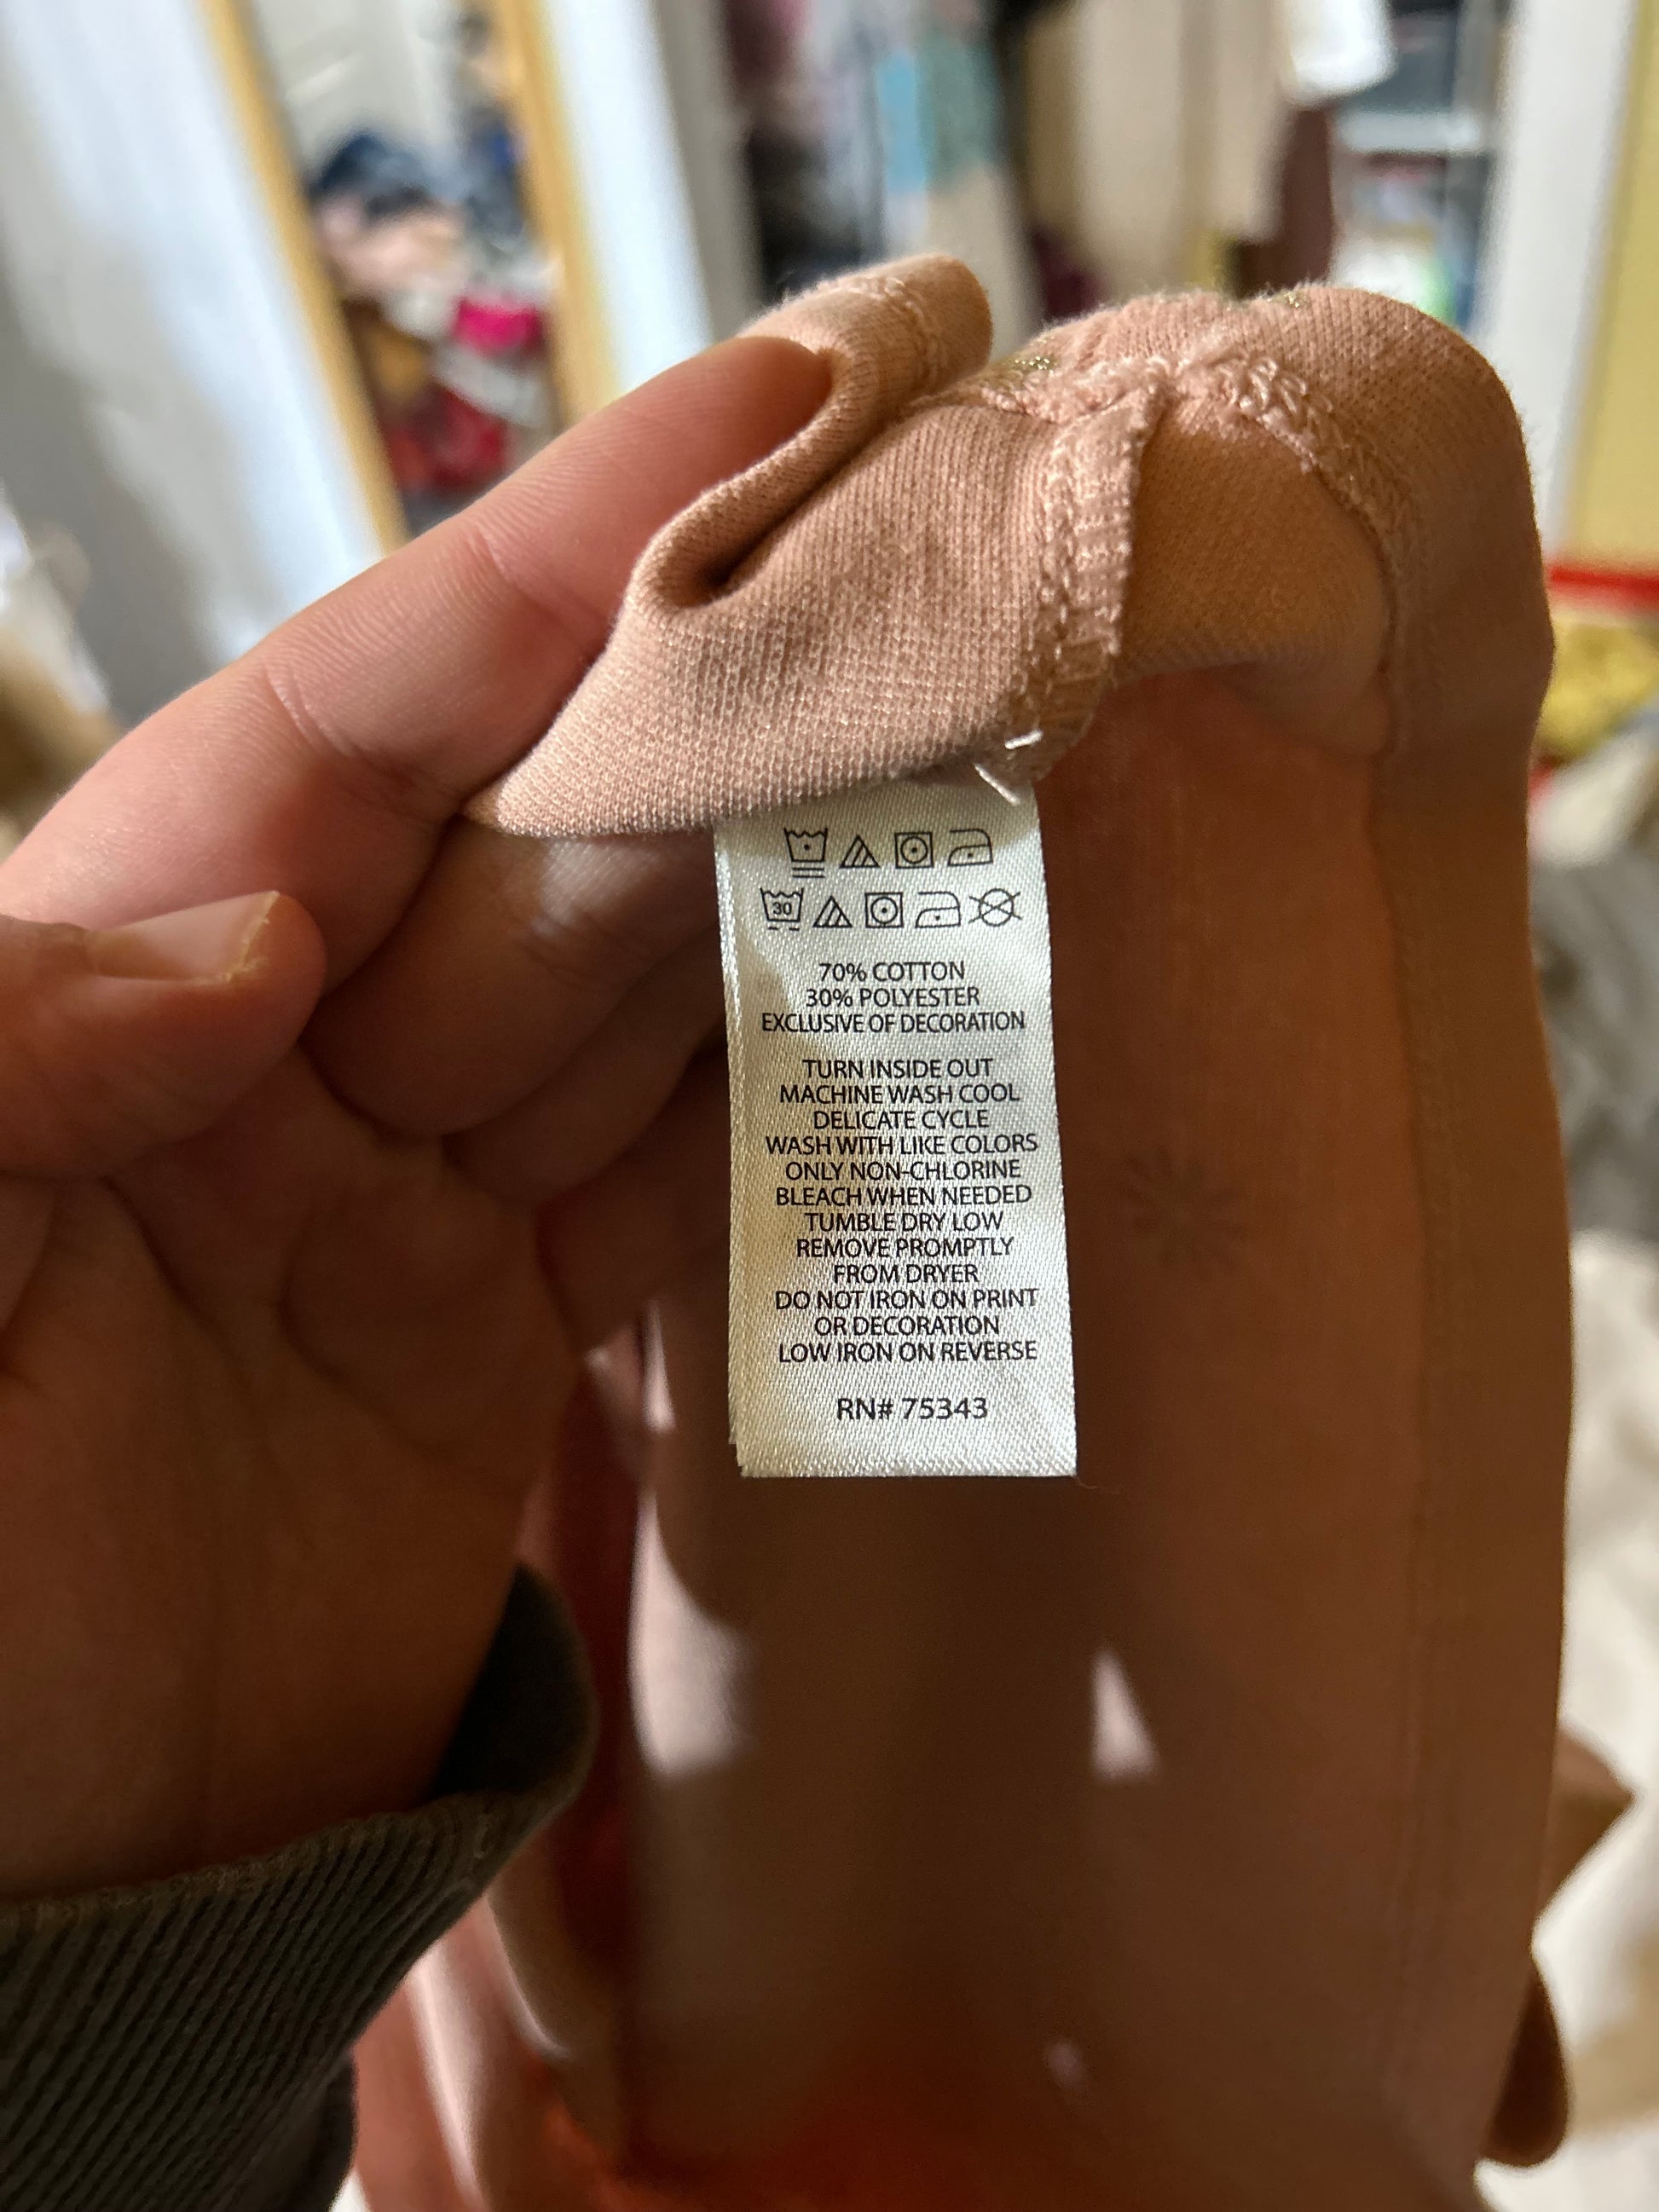 30
70% COTTON
30% POLYESTER
EXCLUSIVE OF DECORATION
TURN INSIDE OUT
MACHINE WASH COOL
DELICATE CYCLE
WASH WITH LIKE COLORS
ONLY NON-CHLORINE
BLEACH WHEN NEEDED
TUMBLE DRY LOW
REMOVE PROMPTLY
FROM DRYER
DO NOT IRON ON PRINT
OR DECORATION
LOW IRON ON REVERSE
RN# 75343